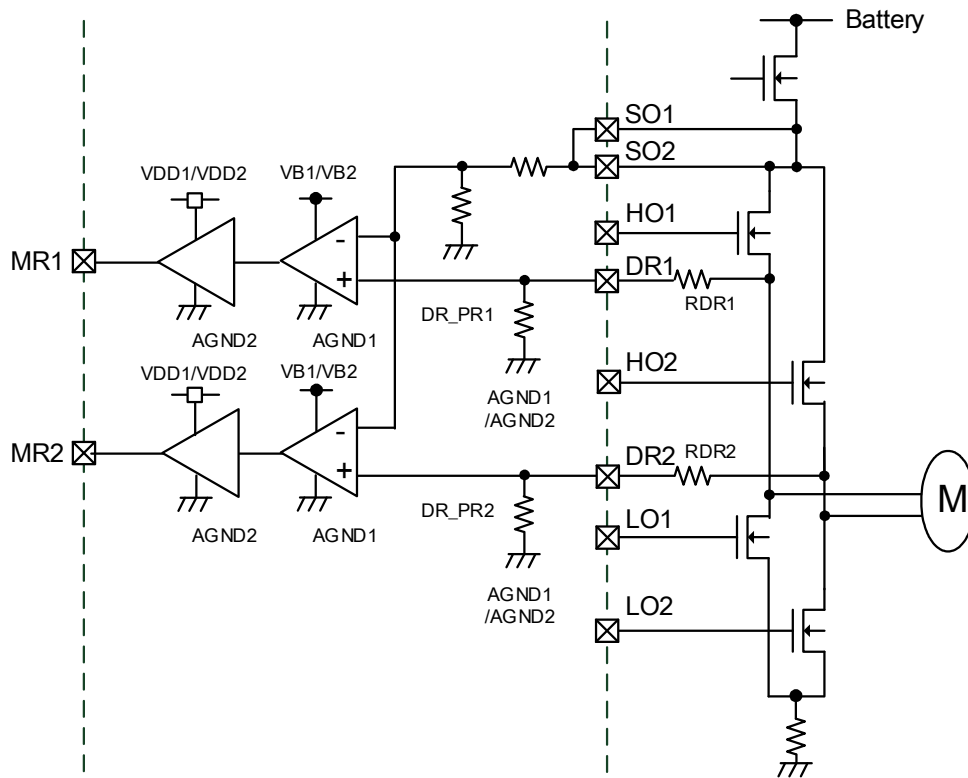 Battery
SO1
SO2
VDD1/VDD2
VB1/VB2
HO1
-
MR1
+
DR1
RDR1
DR_PR1
AGND2
AGND1
VDD1/VDD2
VB1/VB2
HO2
AGND1
/AGND2
-
MR2
+
DR2
RDR2
M
DR_PR2
AGND2
AGND1
LO1
AGND1
/AGND2
LO2